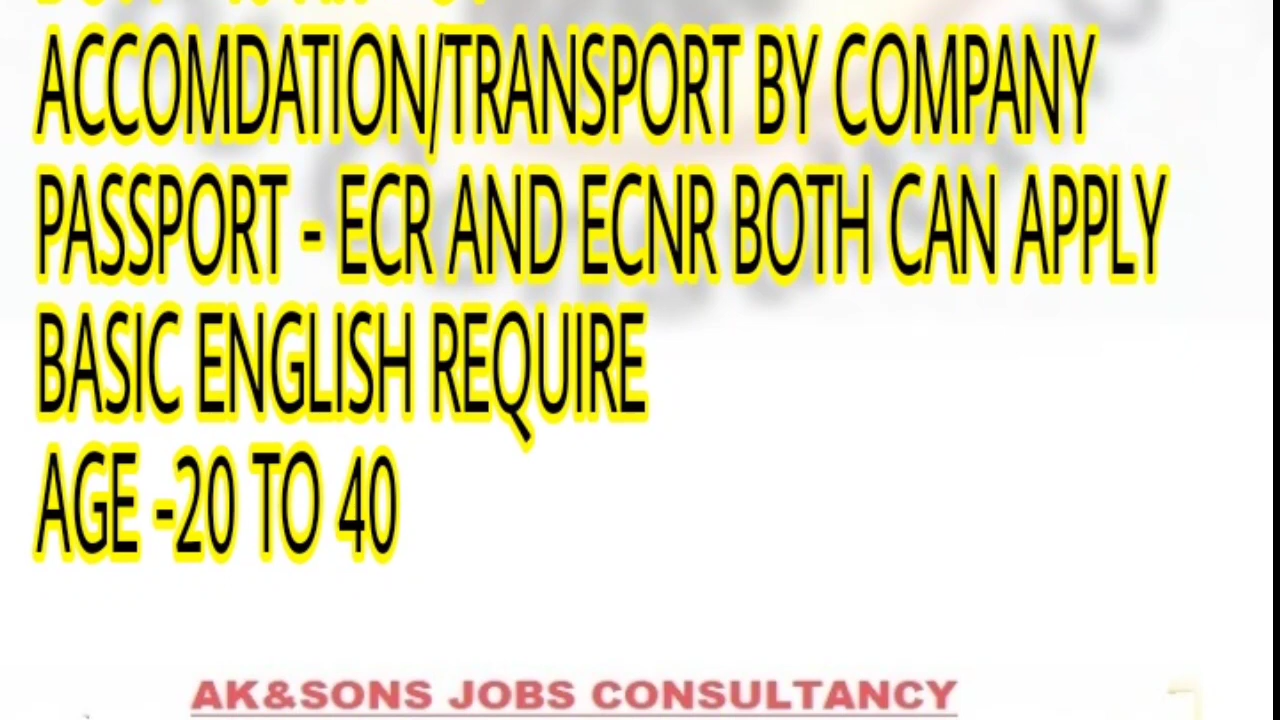 ACCOMDATION/TRANSPORT BY COMPANY
PASSPORT - ECR AND ECNR BOTH CAN APPLY
BASIC ENGLISH REQUIRE
AGE -20 TO 40
AK&SONS JOBS CONSULTANCY